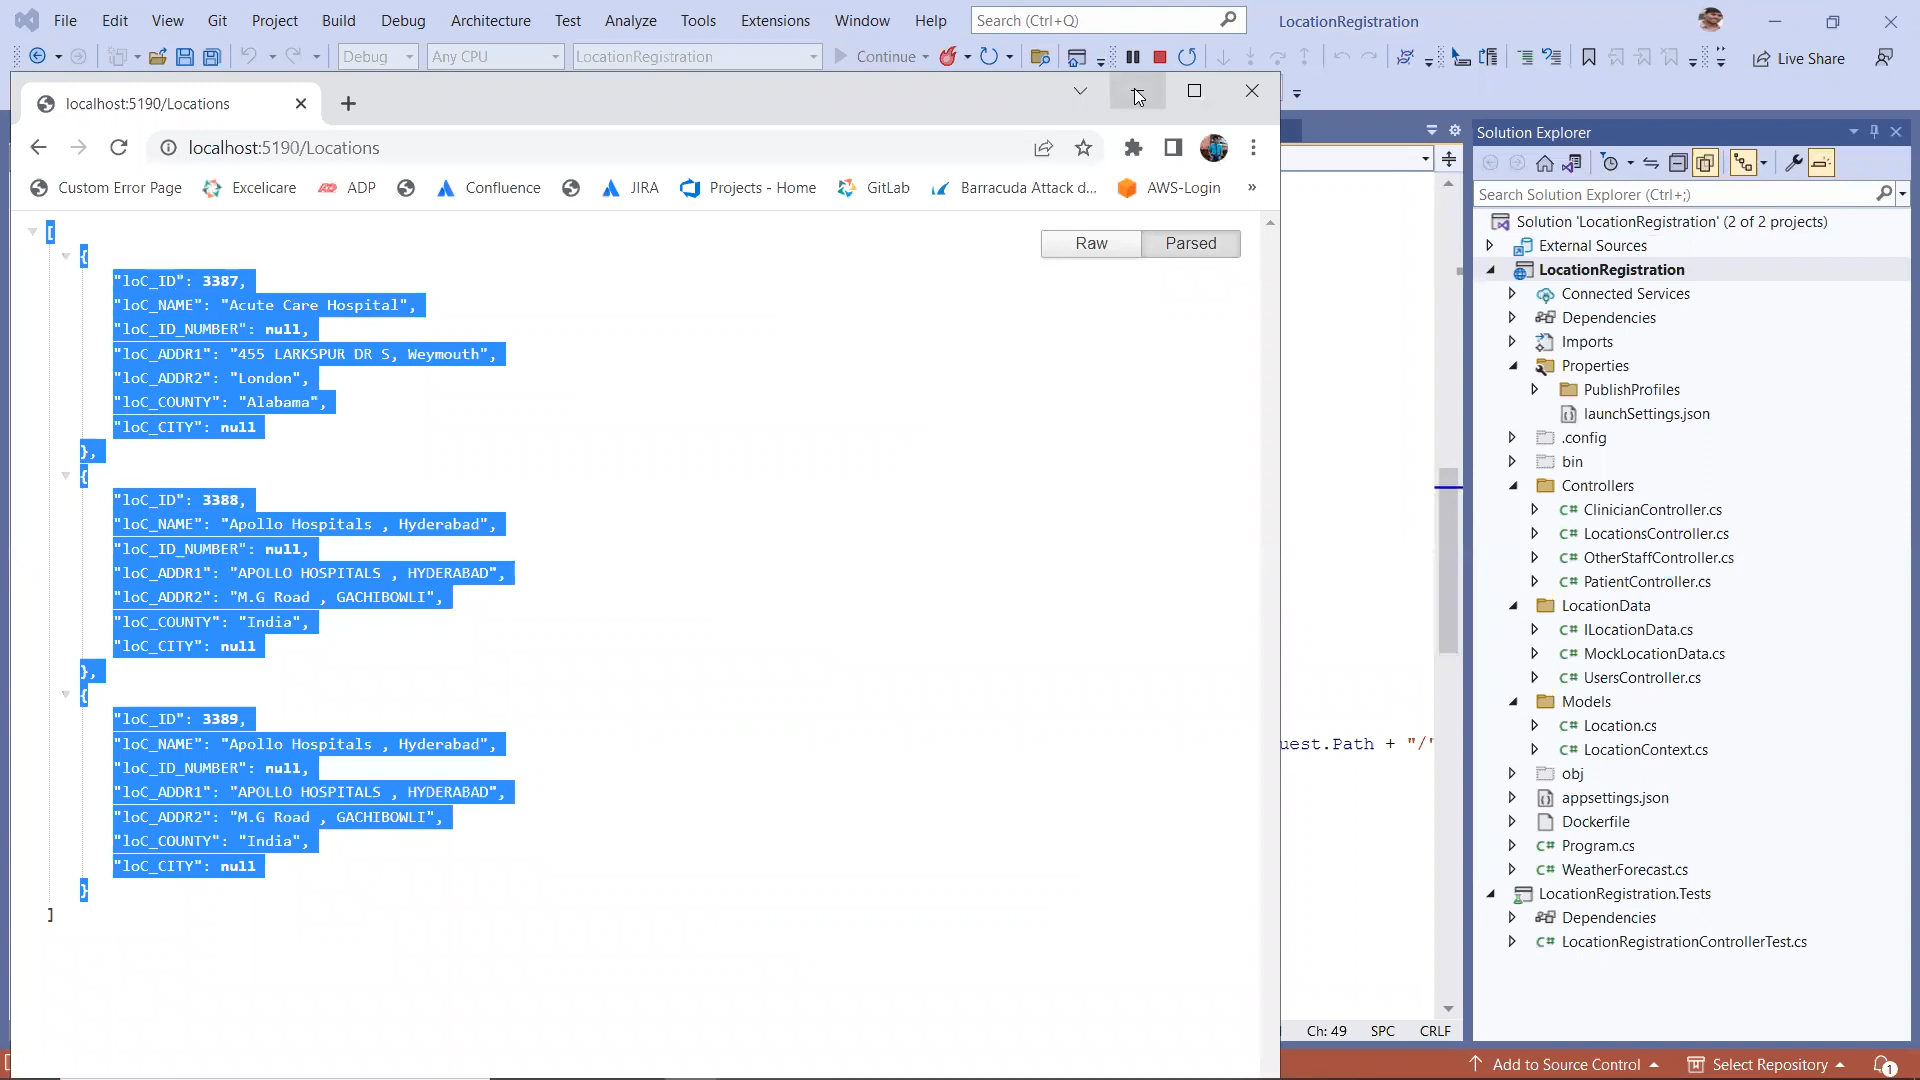 File Edit View Git Project Build Debug Architecture Test Analyze Tools Extensions Window Help Search (Ctrl+Q) LocationRegistration
Debug Any CPU LocationRegistration Continue Live Share
localhost:5190/Locations
localhost:5190/Locations
Custom Error Page Excelicare ADP Confluence JIRA Projects - Home GitLab Barracuda Attack d... AWS-Login »
Raw Parsed
[
{
"loC_ID": 3387,
"loC_NAME": "Acute Care Hospital",
"loC_ID_NUMBER": null,
"loC_ADDR1": "455 LARKSPUR DR S, Weymouth",
"loC_ADDR2": "London",
"loC_COUNTY": "Alabama",
"loC_CITY": null
},
{
"loC_ID": 3388,
"loC_NAME": "Apollo Hospitals , Hyderabad",
"loC_ID_NUMBER": null,
"loC_ADDR1": "APOLLO HOSPITALS , HYDERABAD",
"loC_ADDR2": "M.G Road , GACHIBOWLI",
"loC_COUNTY": "India",
"loC_CITY": null
},
{
"loC_ID": 3389,
"loC_NAME": "Apollo Hospitals , Hyderabad",
"loC_ID_NUMBER": null,
"loC_ADDR1": "APOLLO HOSPITALS , HYDERABAD",
"loC_ADDR2": "M.G Road , GACHIBOWLI",
"loC_COUNTY": "India",
"loC_CITY": null
}
]
uest.Path + "/"
Ch: 49 SPC CRLF
Solution Explorer
Search Solution Explorer (Ctrl+;)
Solution 'LocationRegistration' (2 of 2 projects)
External Sources
LocationRegistration
Connected Services
Dependencies
Imports
Properties
PublishProfiles
launchSettings.json
.config
bin
Controllers
C# ClinicianController.cs
C# LocationsController.cs
C# OtherStaffController.cs
C# PatientController.cs
LocationData
C# ILocationData.cs
C# MockLocationData.cs
C# UsersController.cs
Models
C# Location.cs
C# LocationContext.cs
obj
appsettings.json
Dockerfile
C# Program.cs
C# WeatherForecast.cs
LocationRegistration.Tests
Dependencies
C# LocationRegistrationControllerTest.cs
Add to Source Control Select Repository 1